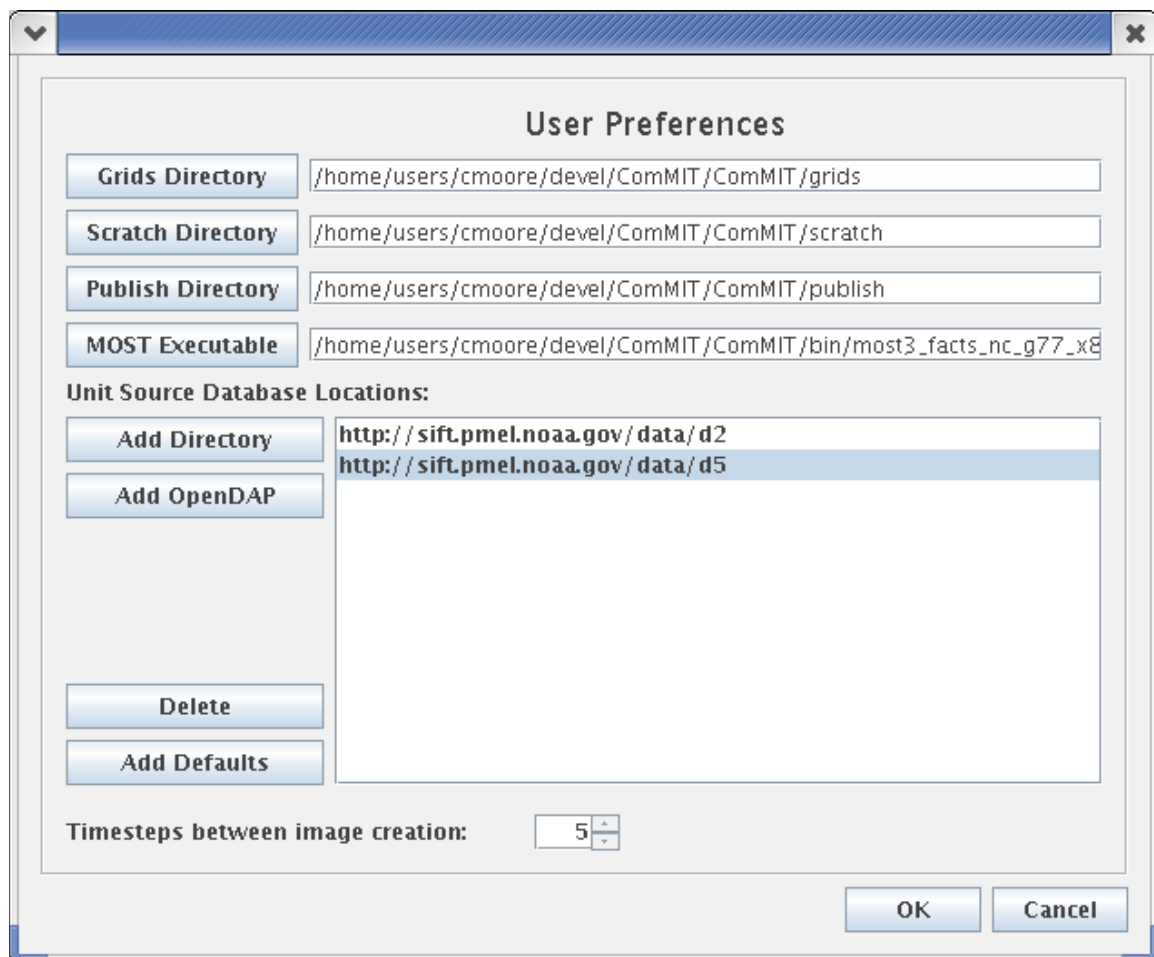 User Preferences
Grids Directory /home/users/cmoore/devel/ComMIT/ComMIT/grids
Scratch Directory /home/users/cmoore/devel/ComMIT/ComMIT/scratch
Publish Directory /home/users/cmoore/devel/ComMIT/ComMIT/publish
MOST Executable /home/users/cmoore/devel/ComMIT/ComMIT/bin/most3_facts_nc_g77_x8
Unit Source Database Locations:
Add Directory http://sift.pmel.noaa.gov/data/d2
http://sift.pmel.noaa.gov/data/d5
Add OpenDAP
Delete
Add Defaults
Timesteps between image creation: 5
OK Cancel